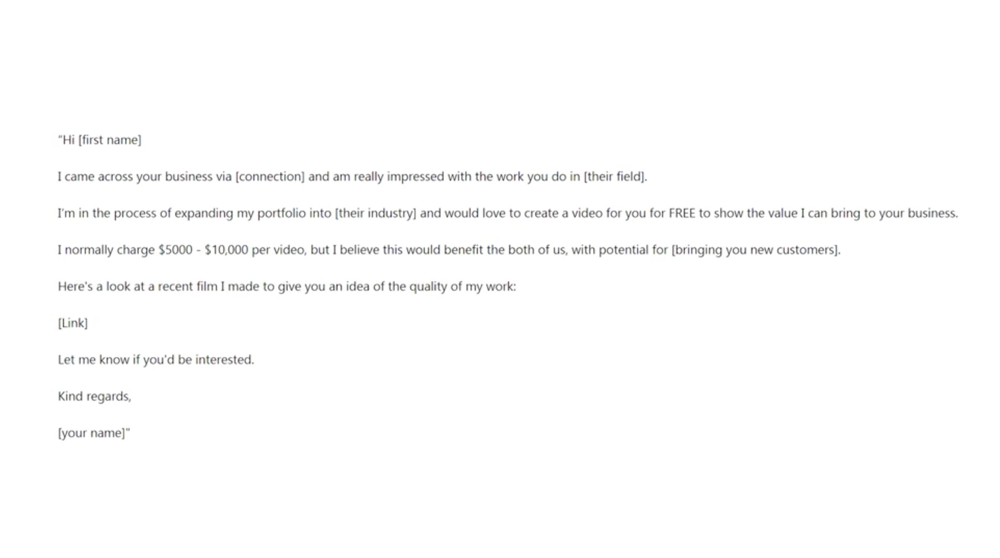 "Hi [first name]
I came across your business via [connection] and am really impressed with the work you do in [their field].
I'm in the process of expanding my portfolio into [their industry] and would love to create a video for you for FREE to show the value I can bring to your business.
I normally charge $5000 - $10,000 per video, but I believe this would benefit the both of us, with potential for [bringing you new customers].
Here's a look at a recent film I made to give you an idea of the quality of my work:
[Link]
Let me know if you'd be interested.
Kind regards,
[your name]"